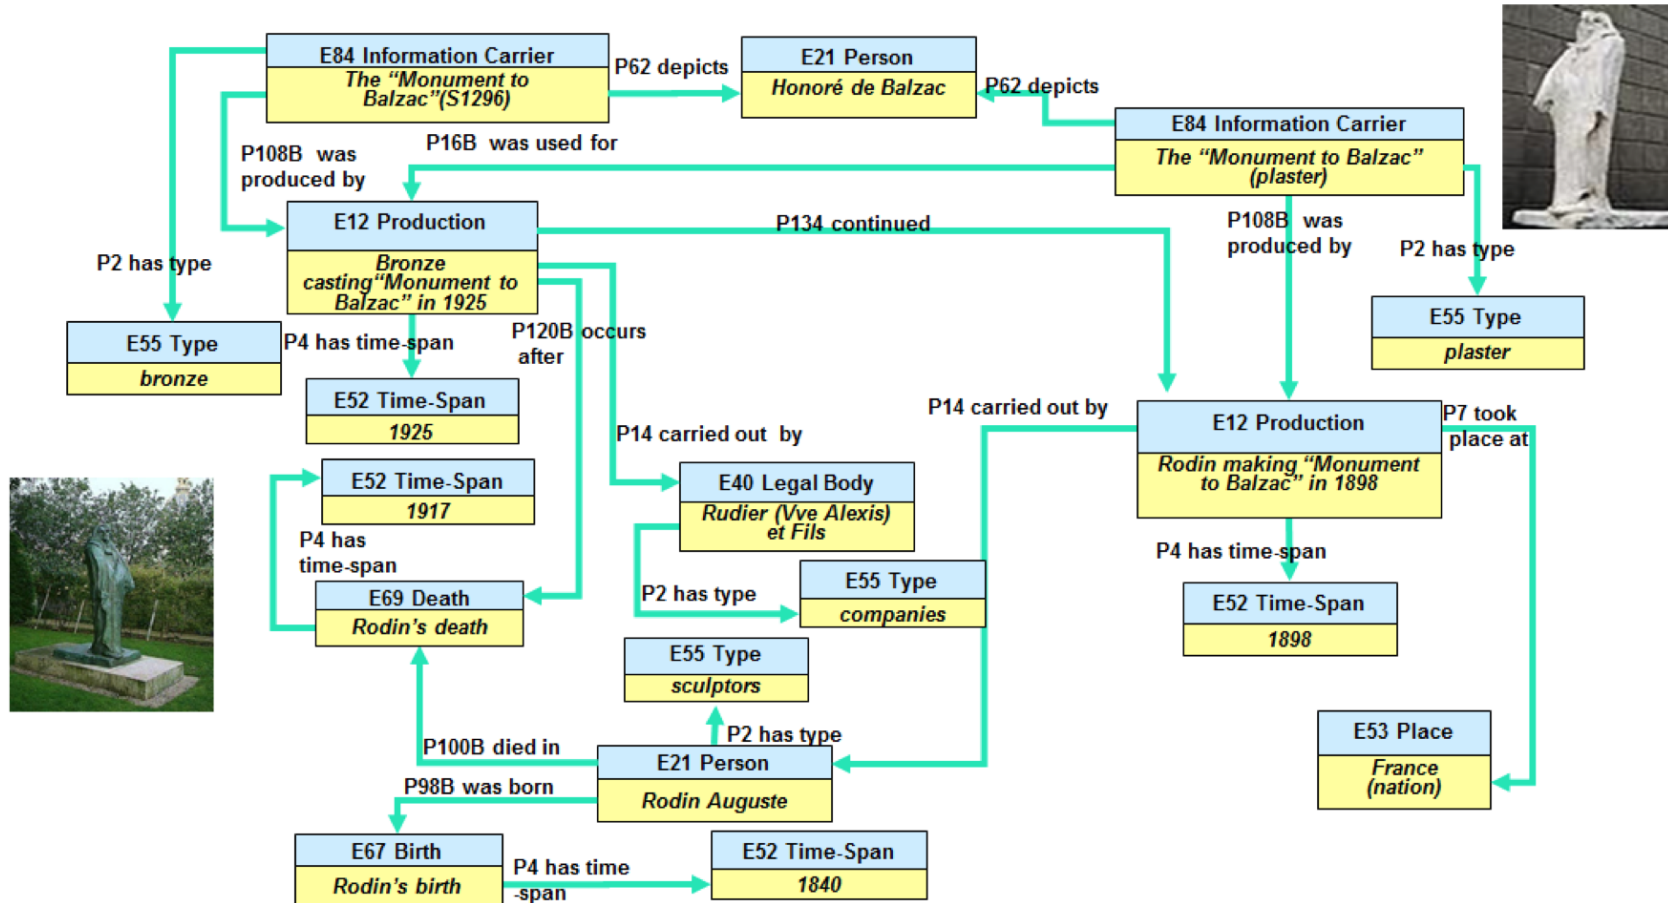 E84 Information Carrier
The “Monument to
Balzac”(S1296)
P62 depicts
E21 Person
Honoré de Balzac
P62 depicts
E84 Information Carrier
The “Monument to Balzac”
(plaster)
P16B was used for
P108B was
produced by
E12 Production
Bronze
casting“Monument to
Balzac” in 1925
P134 continued
P108B was
produced by
P2 has type
P2 has type
E55 Type
bronze
P4 has time-span
P120B occurs
after
E55 Type
plaster
E52 Time-Span
1925
P14 carried out by
P14 carried out by
E12 Production
Rodin making “Monument
to Balzac” in 1898
P7 took
place at
E52 Time-Span
1917
E40 Legal Body
Rudier (Vve Alexis)
et Fils
P4 has
time-span
P4 has time-span
E69 Death
Rodin’s death
P2 has type
E55 Type
companies
E52 Time-Span
1898
E55 Type
sculptors
P2 has type
P100B died in
E21 Person
Rodin Auguste
E53 Place
France
(nation)
P98B was born
E67 Birth
Rodin’s birth
P4 has time
-span
E52 Time-Span
1840